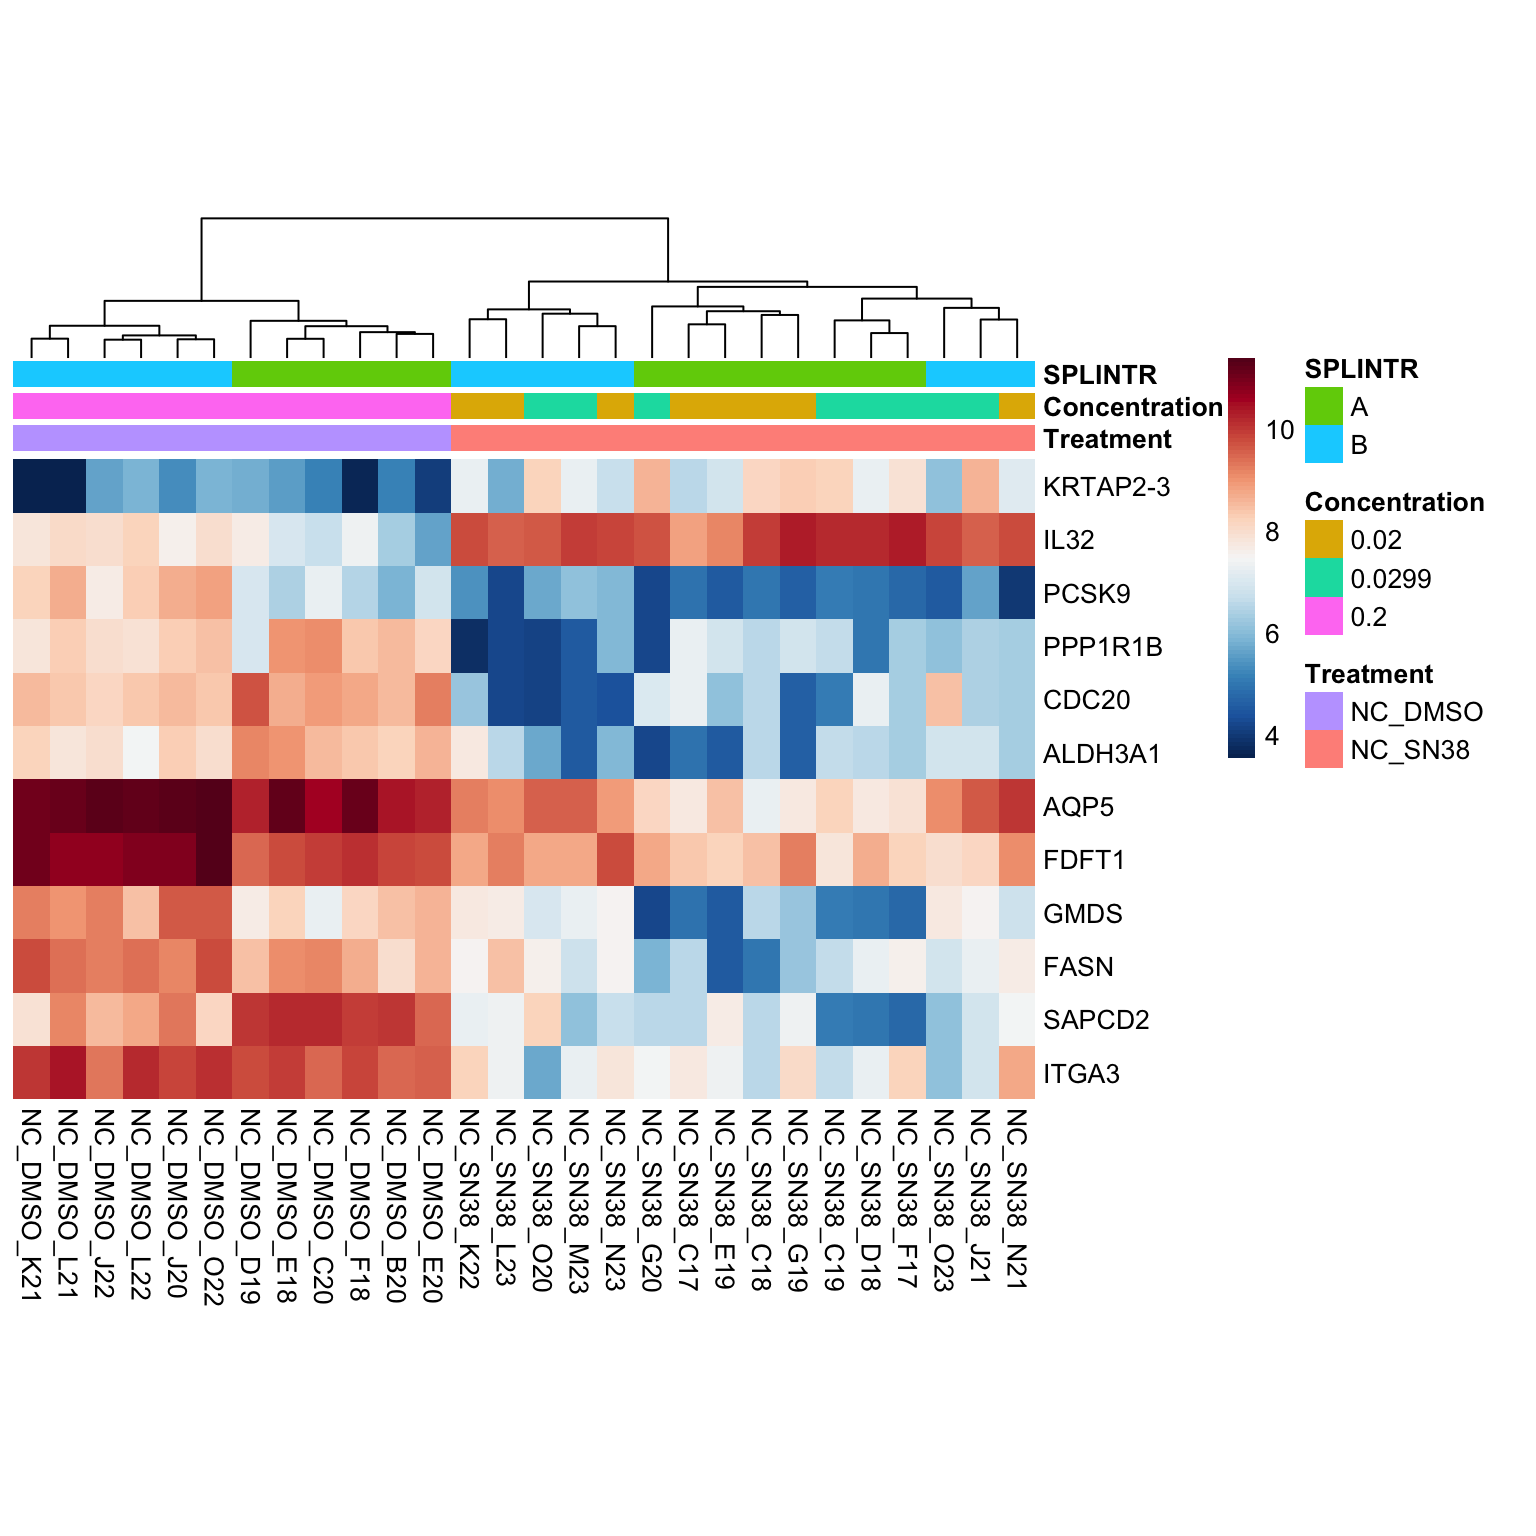 SPLINTR
Concentration
Treatment
KRTAP2-3
IL32
PCSK9
PPP1R1B
CDC20
ALDH3A1
AQP5
FDFT1
GMDS
FASN
SAPCD2
ITGA3
NC_DMSO_K21
NC_DMSO_L21
NC_DMSO_J22
NC_DMSO_L22
NC_DMSO_J20
NC_DMSO_O22
NC_DMSO_D19
NC_DMSO_E18
NC_DMSO_C20
NC_DMSO_F18
NC_DMSO_B20
NC_DMSO_E20
NC_SN38_K22
NC_SN38_L23
NC_SN38_O20
NC_SN38_M23
NC_SN38_N23
NC_SN38_G20
NC_SN38_C17
NC_SN38_E19
NC_SN38_C18
NC_SN38_G19
NC_SN38_C19
NC_SN38_D18
NC_SN38_F17
NC_SN38_O23
NC_SN38_J21
NC_SN38_N21
10
8
6
4
SPLINTR
A
B
Concentration
0.02
0.0299
0.2
Treatment
NC_DMSO
NC_SN38